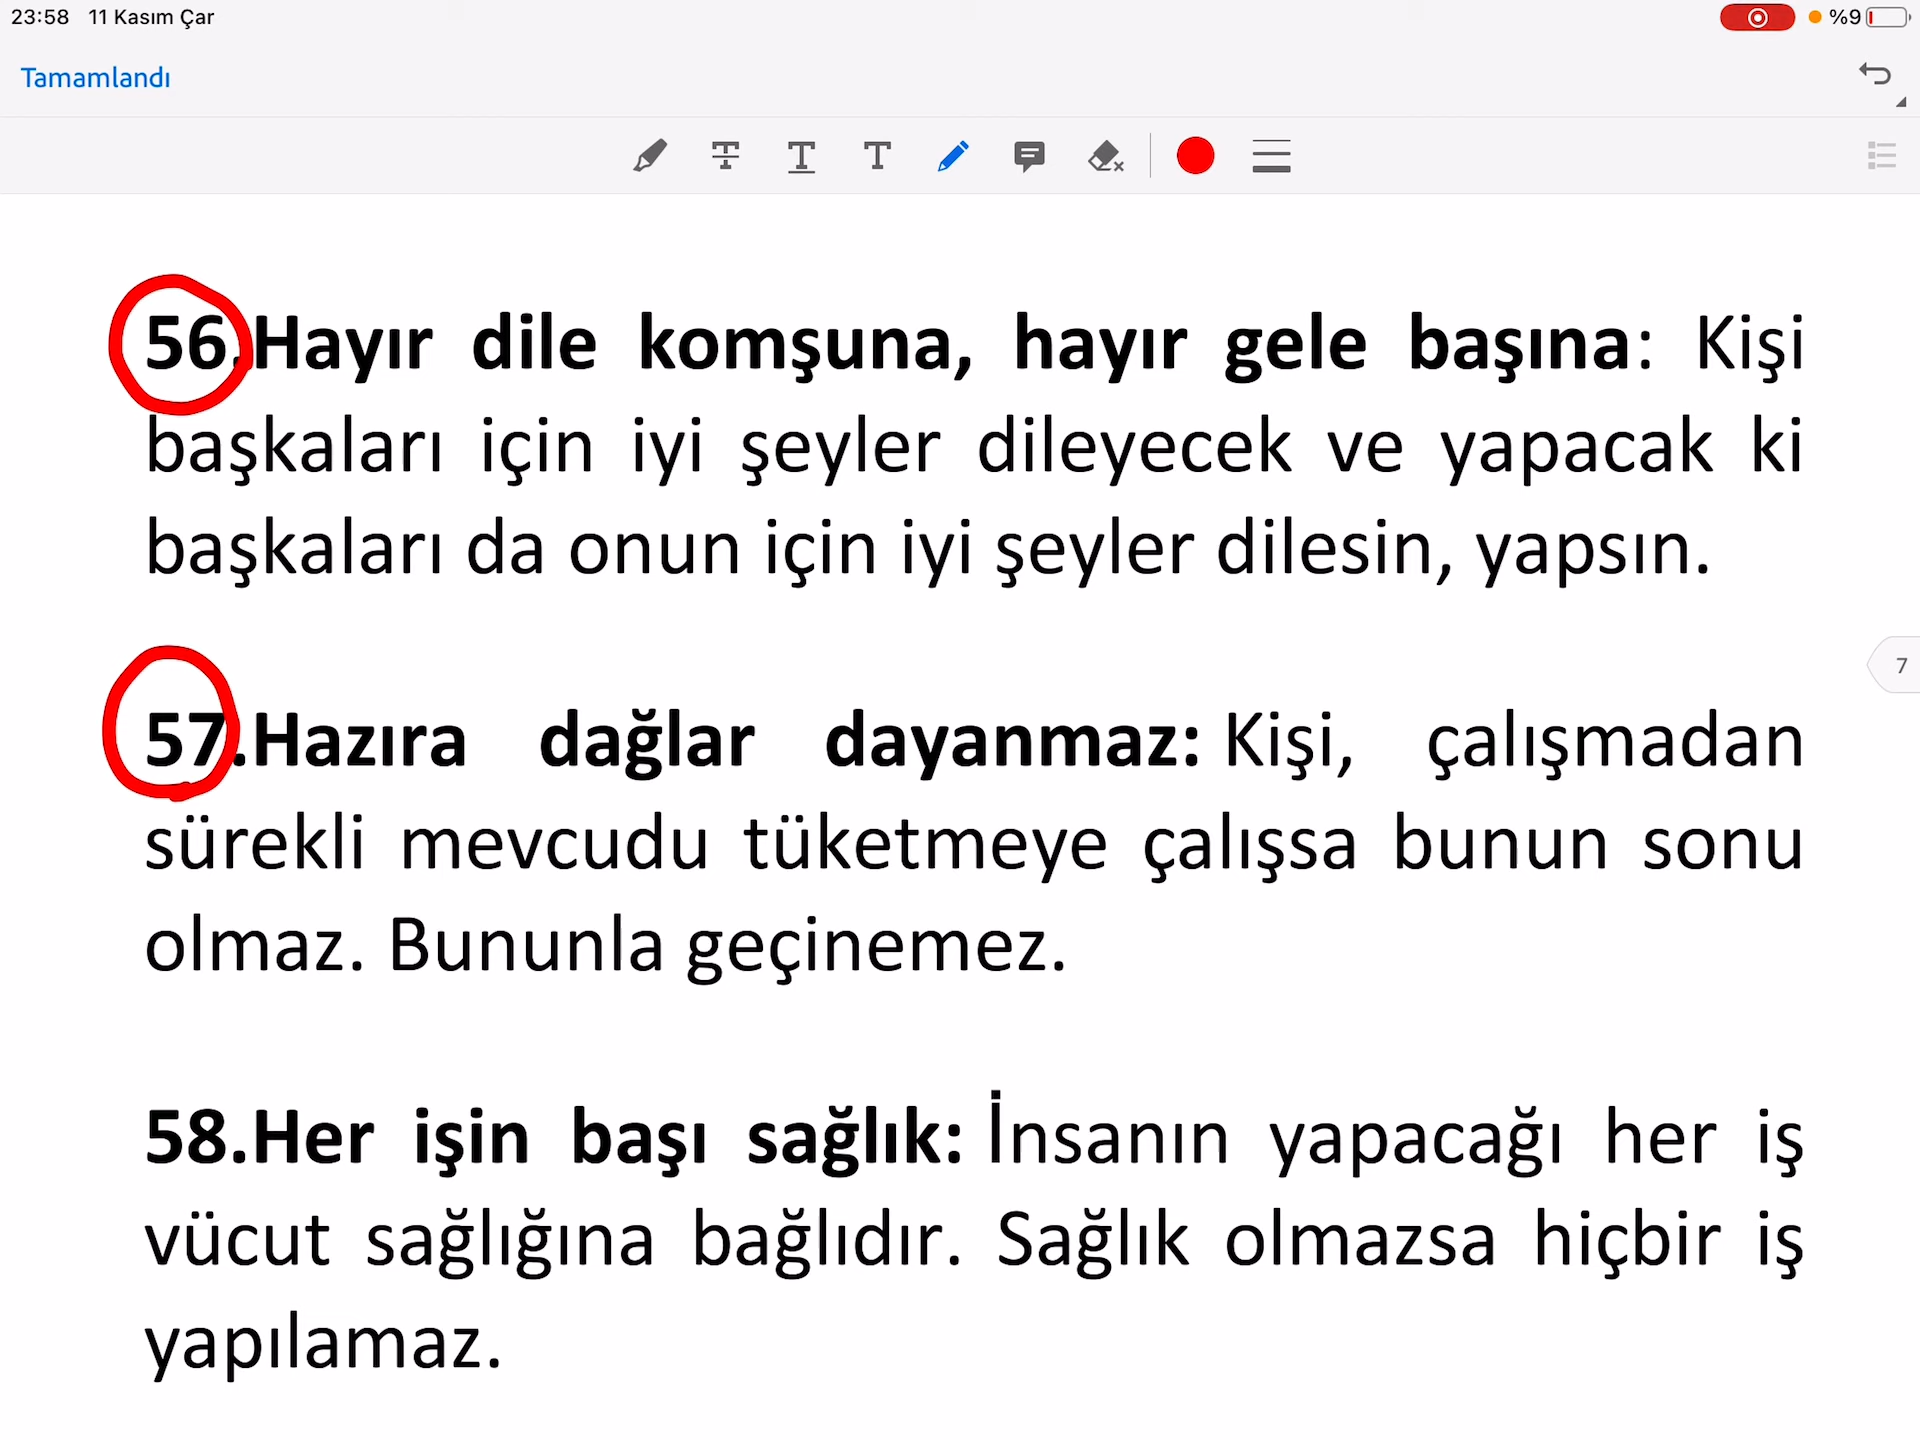 23:58 11 Kasım Çar %9
Tamamlandı
56.Hayır dile komşuna, hayır gele başına: Kişi
başkaları için iyi şeyler dileyecek ve yapacak ki
başkaları da onun için iyi şeyler dilesin, yapsın.
7
57.Hazıra dağlar dayanmaz: Kişi, çalışmadan
sürekli mevcudu tüketmeye çalışsa bunun sonu
olmaz. Bununla geçinemez.
58.Her işin başı sağlık: İnsanın yapacağı her iş
vücut sağlığına bağlıdır. Sağlık olmazsa hiçbir iş
yapılamaz.